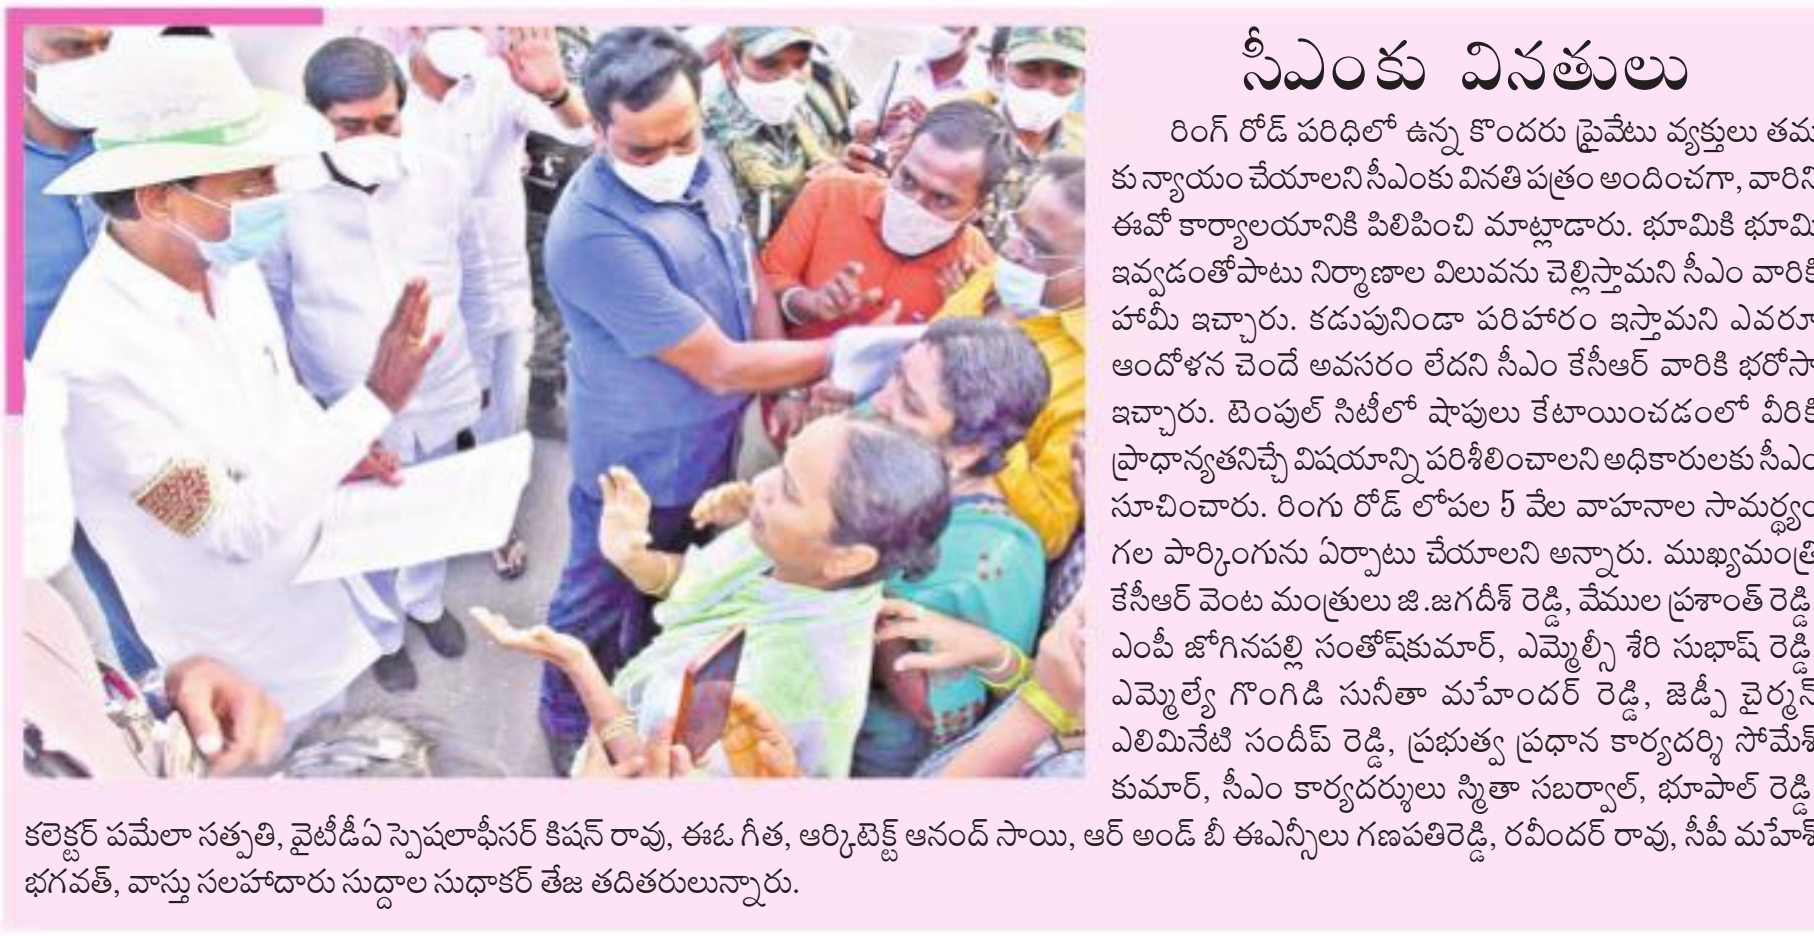 సీఎంకు వినతులు
రింగ్ రోడ్ పరిధిలో ఉన్న కొందరు ప్రైవేటు వ్యక్తులు తమ
కు న్యాయం చేయాలని సీఎంకు వినతి పత్రం అందించగా, వారిని
ఈవో కార్యాలయానికి పిలిపించి మాట్లాడారు. భూమికి భూమి
ఇవ్వడంతోపాటు నిర్మాణాల విలువను చెల్లిస్తామని సీఎం వారికి
హామీ ఇచ్చారు. కడుపునిండా పరిహారం ఇస్తామని ఎవరూ
ఆందోళన చెందే అవసరం లేదని సీఎం కేసీఆర్ వారికి భరోసా
ఇచ్చారు. టెంపుల్ సిటీలో షాపులు కేటాయించడంలో వీరికి
ప్రాధాన్యతనిచ్చే విషయాన్ని పరిశీలించాలని అధికారులకు సీఎం
సూచించారు. రింగు రోడ్ లోపల 5 వేల వాహనాల సామర్థ్యం
గల పార్కింగును ఏర్పాటు చేయాలని అన్నారు. ముఖ్యమంత్రి
కేసీఆర్ వెంట మంత్రులు జి.జగదీశ్ రెడ్డి, వేముల ప్రశాంత్ రెడ్డి
ఎంపీ జోగినపల్లి సంతోష్‌కుమార్, ఎమ్మెల్సీ శేరి సుభాష్ రెడ్డి
ఎమ్మెల్యే గొంగిడి సునీతా మహేందర్ రెడ్డి, జెడ్పీ చైర్మన్
ఎలిమినేటి సందీప్ రెడ్డి, ప్రభుత్వ ప్రధాన కార్యదర్శి సోమేశ్
కుమార్, సీఎం కార్యదర్శులు స్మితా సబర్వాల్, భూపాల్ రెడ్డి
కలెక్టర్ పమేలా సత్పతి, వైటీడీఏ స్పెషలాఫీసర్ కిషన్ రావు, ఈఓ గీత, ఆర్కిటెక్ట్ ఆనంద్ సాయి, ఆర్ అండ్ బీ ఈఎన్సీలు గణపతిరెడ్డి, రవీందర్ రావు, సీపీ మహేశ్
భగవత్, వాస్తు సలహాదారు సుద్దాల సుధాకర్ తేజ తదితరులున్నారు.